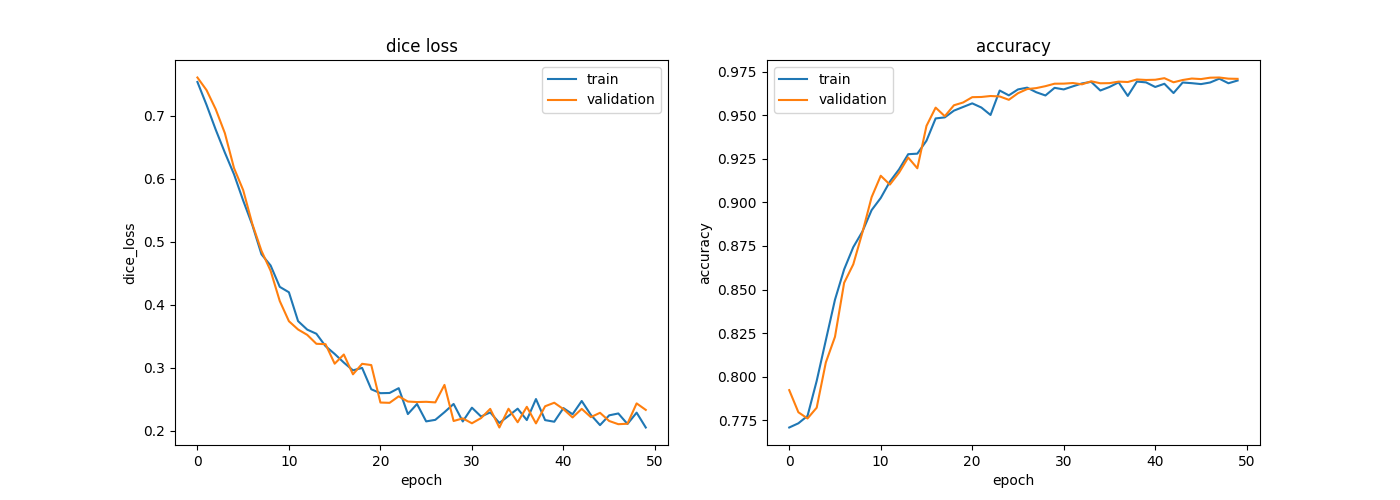 dice loss
train
validation
dice_loss
0.7
0.6
0.5
0.4
0.3
0.2
0 10 20 30 40 50
epoch
accuracy
train
validation
accuracy
0.975
0.950
0.925
0.900
0.875
0.850
0.825
0.800
0.775
0 10 20 30 40 50
epoch